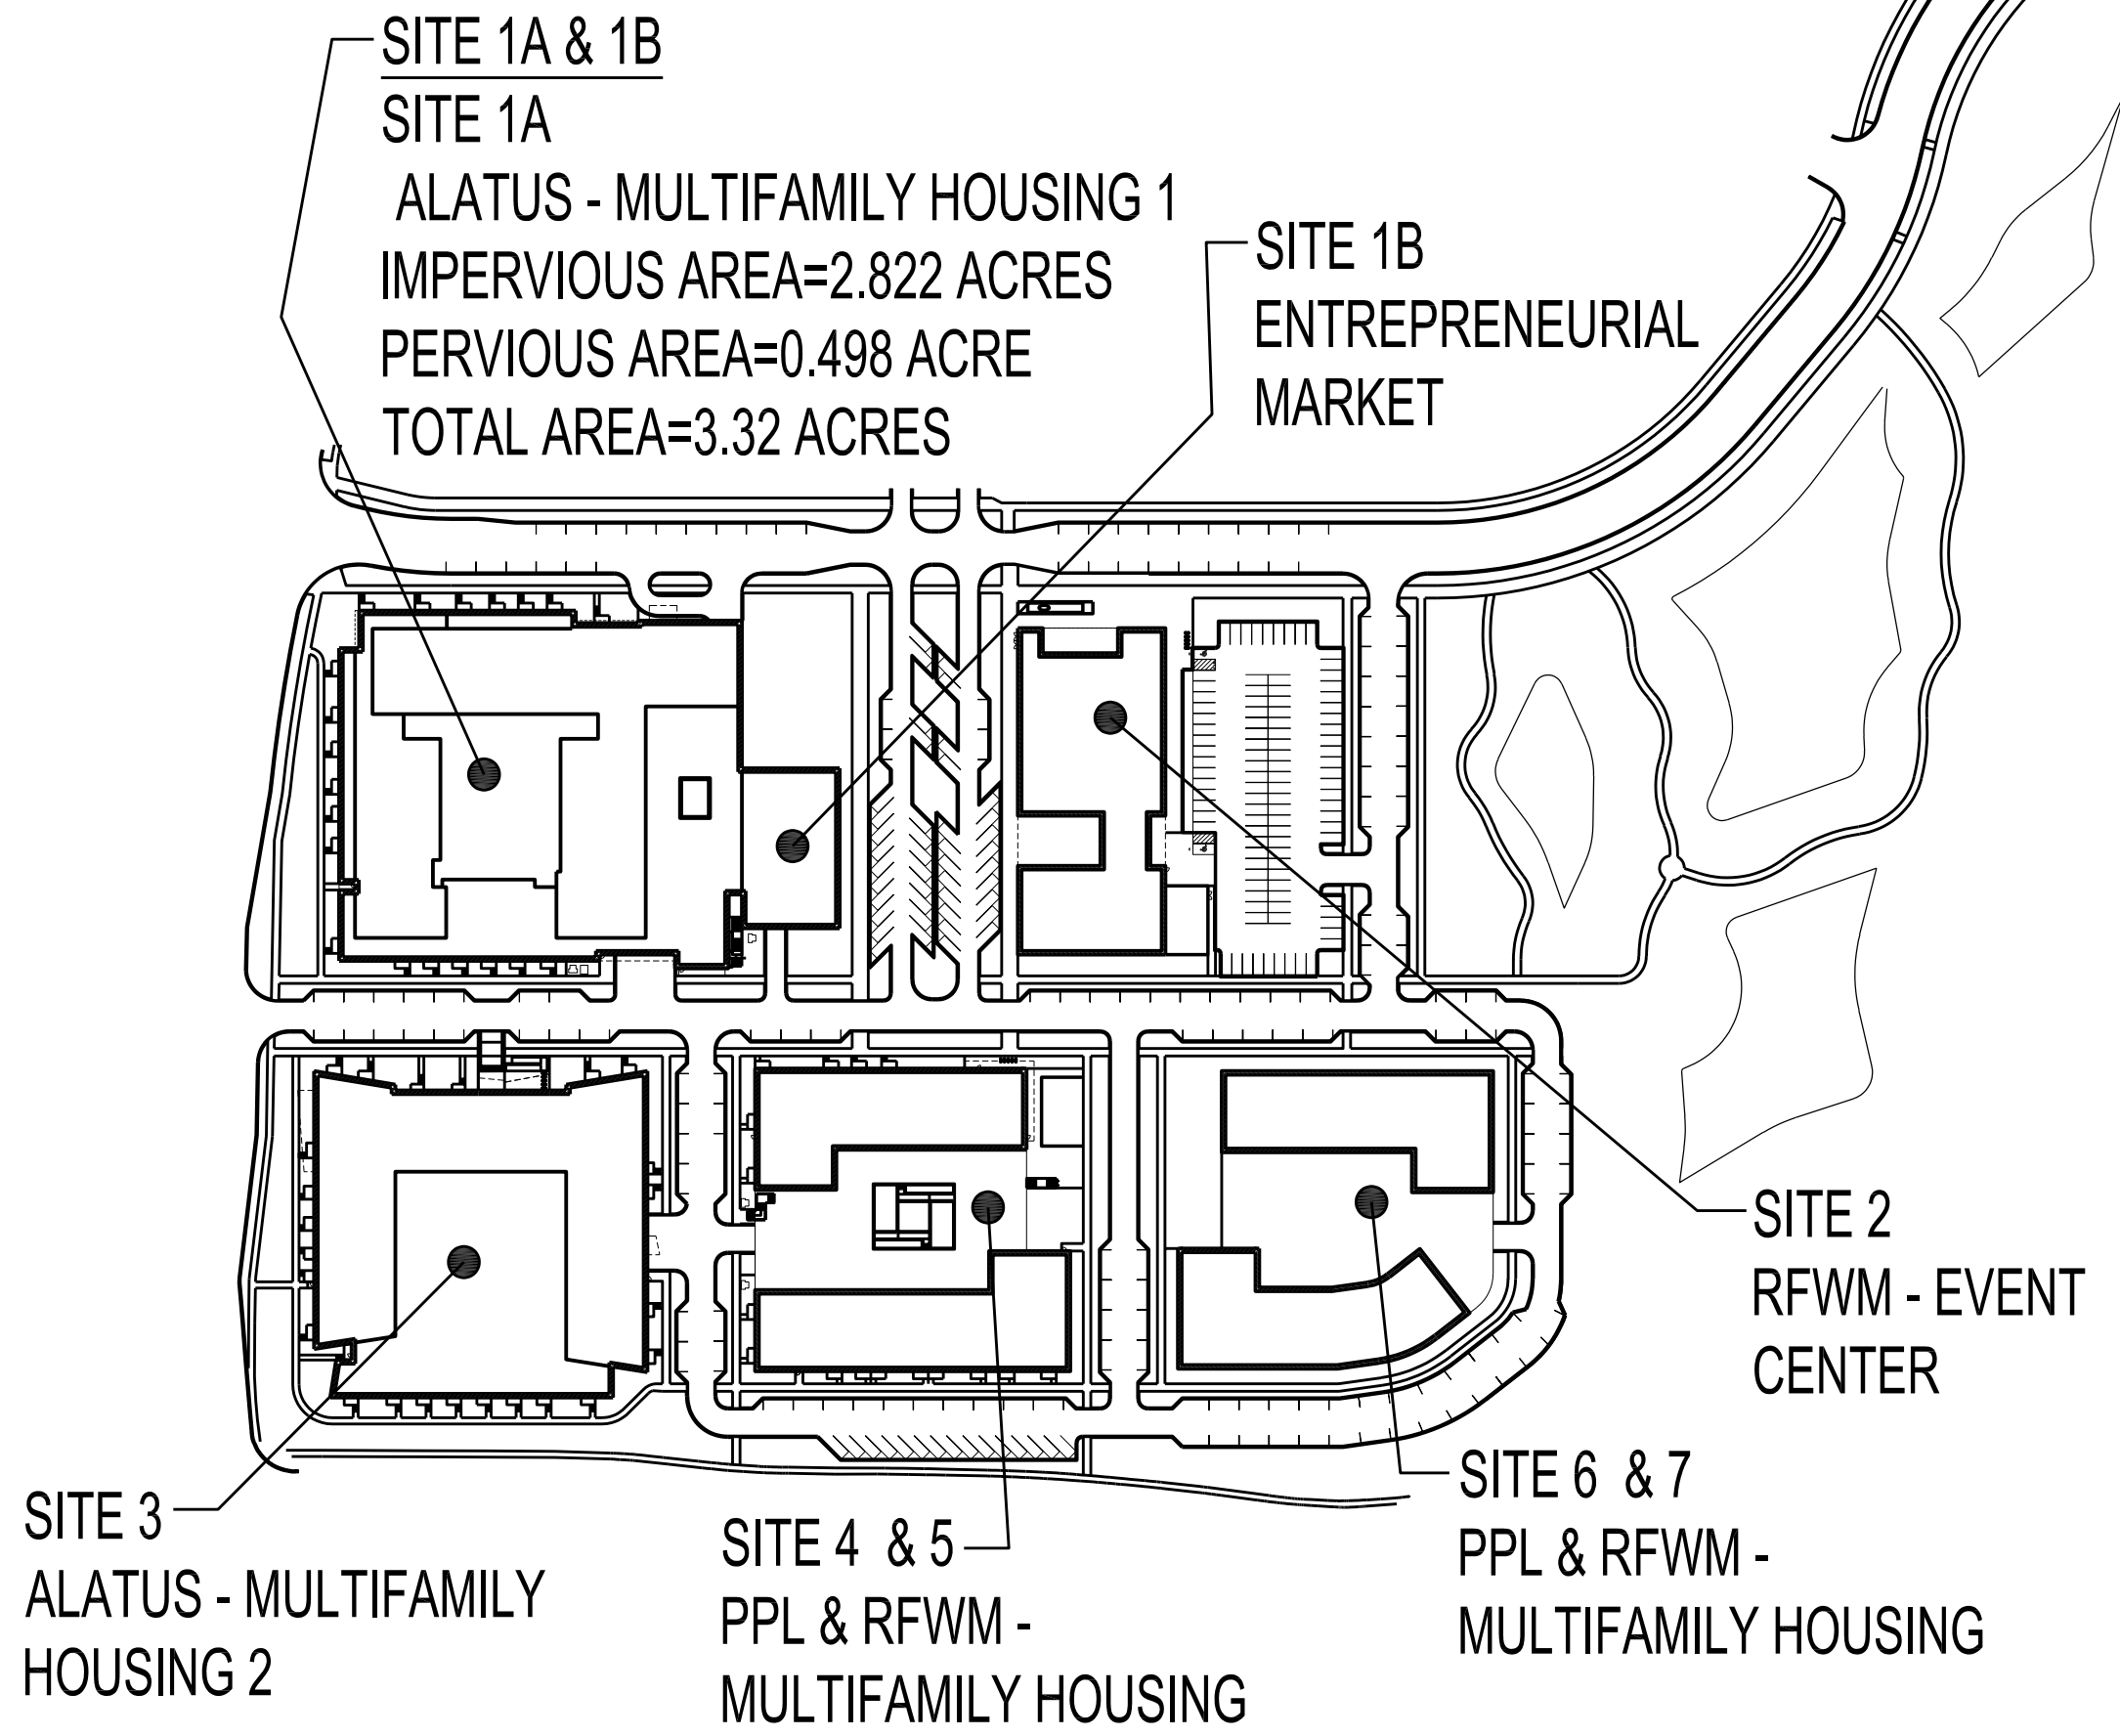 SITE 1A & 1B
SITE 1A
ALATUS - MULTIFAMILY HOUSING 1
IMPERVIOUS AREA=2.822 ACRES
PERVIOUS AREA=0.498 ACRE
TOTAL AREA=3.32 ACRES
SITE 1B
ENTREPRENEURIAL
MARKET
SITE 2
RFWM - EVENT
CENTER
SITE 3
ALATUS - MULTIFAMILY
HOUSING 2
SITE 4 & 5
PPL & RFWM -
MULTIFAMILY HOUSING
SITE 6 & 7
PPL & RFWM -
MULTIFAMILY HOUSING